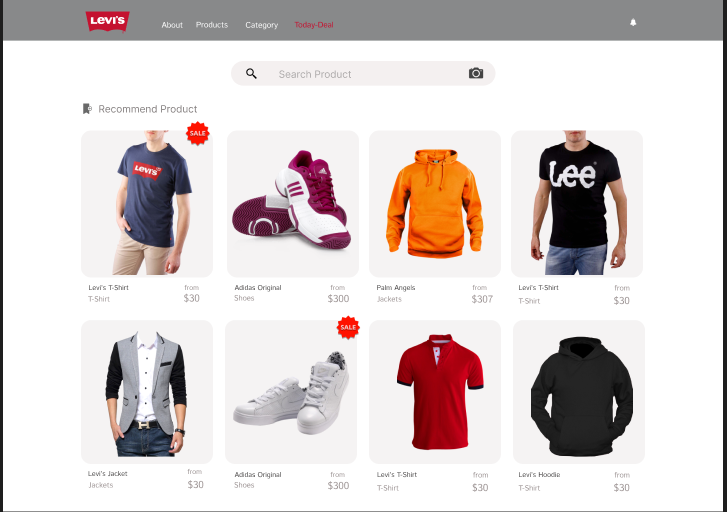 Levi's
About Products Category Today-Deal
Search Product
Recommend Product
SALE
Levi's
Lee
Levi's T-Shirt from
T-Shirt $30
Adidas Original from
Shoes $300
Palm Angels from
Jackets $307
Levi's T-Shirt from
T-Shirt $30
SALE
Levi's Jacket from
Jackets $30
Adidas Original from
Shoes $300
Levi's T-Shirt from
T-Shirt $30
Levi's Hoodie from
T-Shirt $30